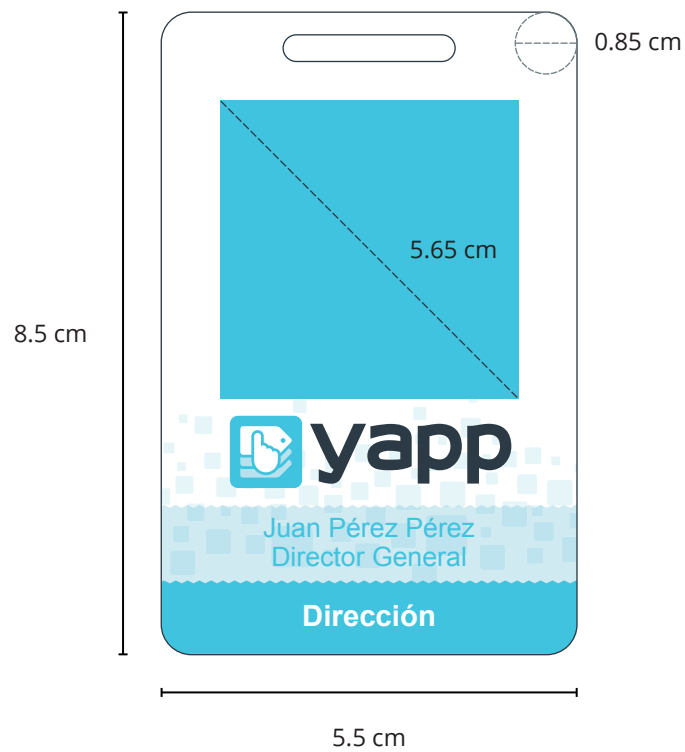 0.85 cm
5.65 cm
8.5 cm
yapp
Juan Pérez Pérez
Director General
Dirección
5.5 cm